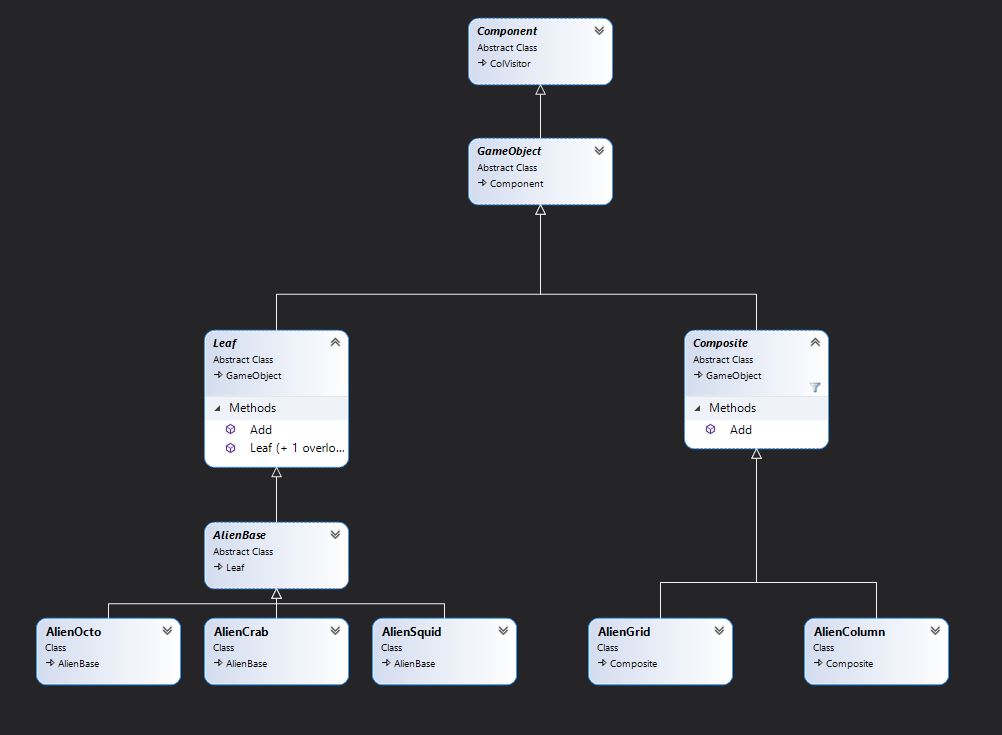 Component
Abstract Class
ColVisitor
GameObject
Abstract Class
Component
Leaf
Abstract Class
GameObject
Methods
Add
Leaf (+ 1 overlo...
Composite
Abstract Class
GameObject
Methods
Add
AlienBase
Abstract Class
Leaf
AlienOcto
Class
AlienBase
AlienCrab
Class
AlienBase
AlienSquid
Class
AlienBase
AlienGrid
Class
Composite
AlienColumn
Class
Composite